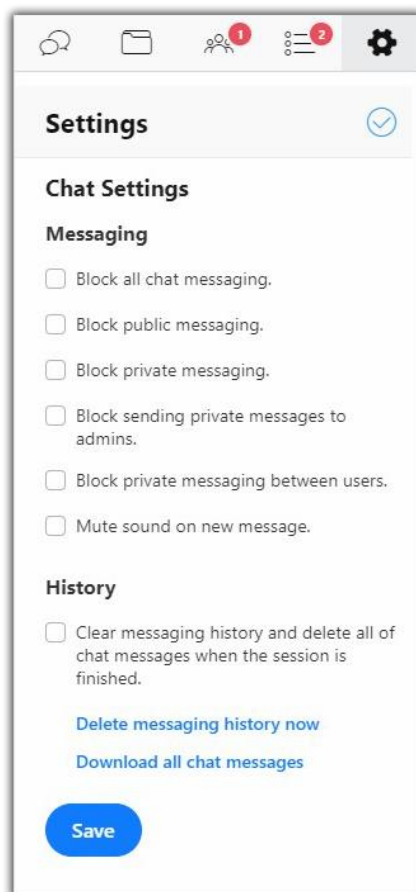 1
2
Settings
Chat Settings
Messaging
Block all chat messaging.
Block public messaging.
Block private messaging.
Block sending private messages to
admins.
Block private messaging between users.
Mute sound on new message.
History
Clear messaging history and delete all of
chat messages when the session is
finished.
Delete messaging history now
Download all chat messages
Save